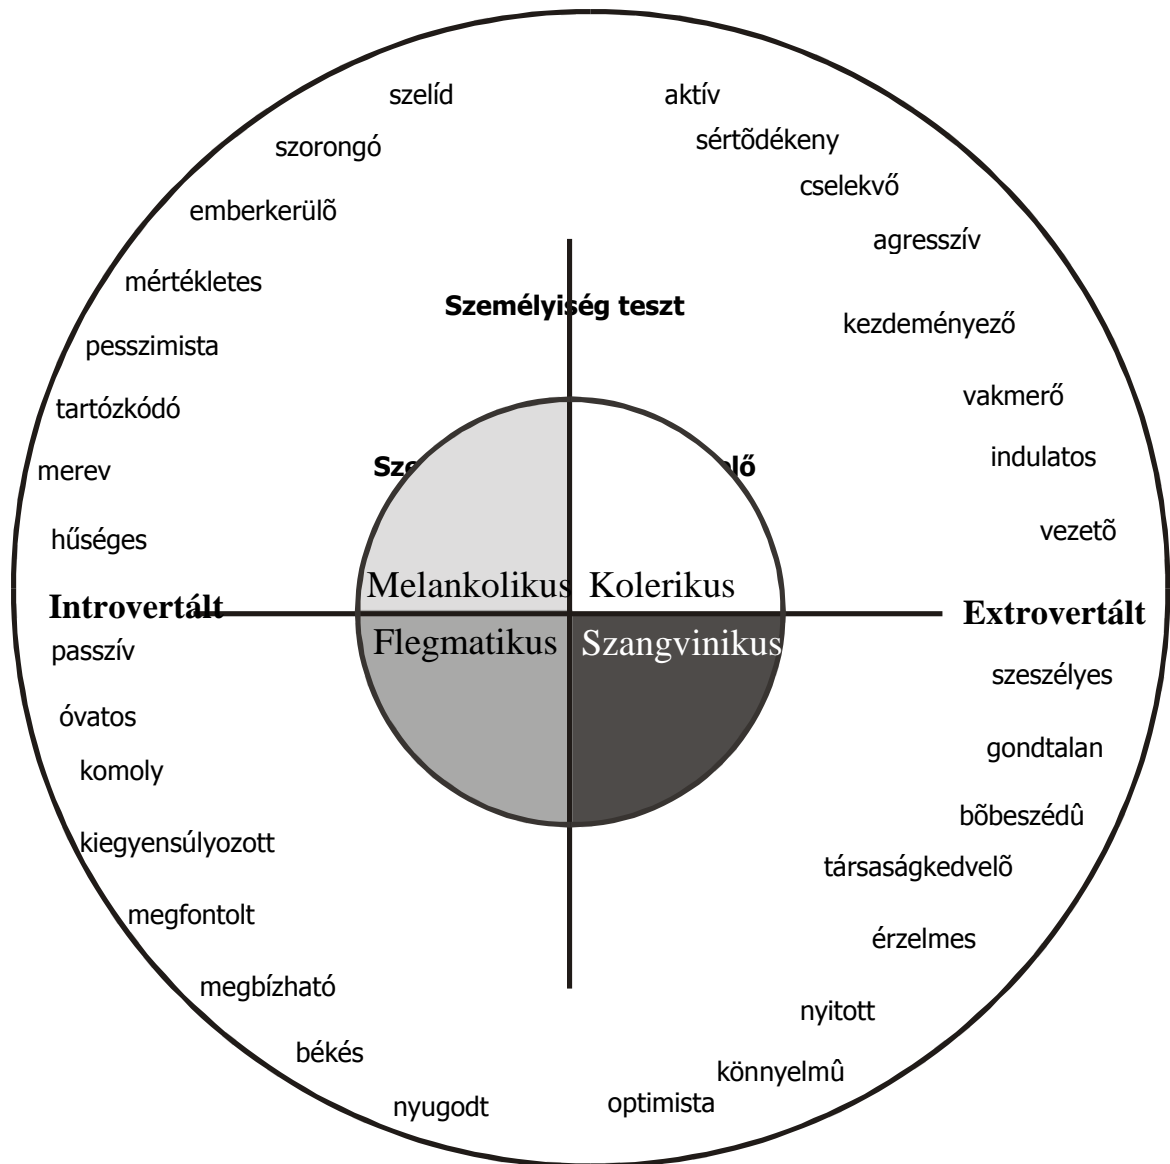 szelíd
aktív
szorongó
sértõdékeny
cselekvő
emberkerülõ
agresszív
mértékletes
Személyiség teszt
kezdeményező
pesszimista
vakmerő
tartózkódó
indulatos
merev
vezetõ
hűséges
Melankolikus
Kolerikus
Introvertált
Extrovertált
Flegmatikus
Szangvinikus
passzív
szeszélyes
óvatos
gondtalan
komoly
bõbeszédû
kiegyensúlyozott
társaságkedvelõ
megfontolt
érzelmes
megbízható
nyitott
békés
könnyelmû
nyugodt
optimista